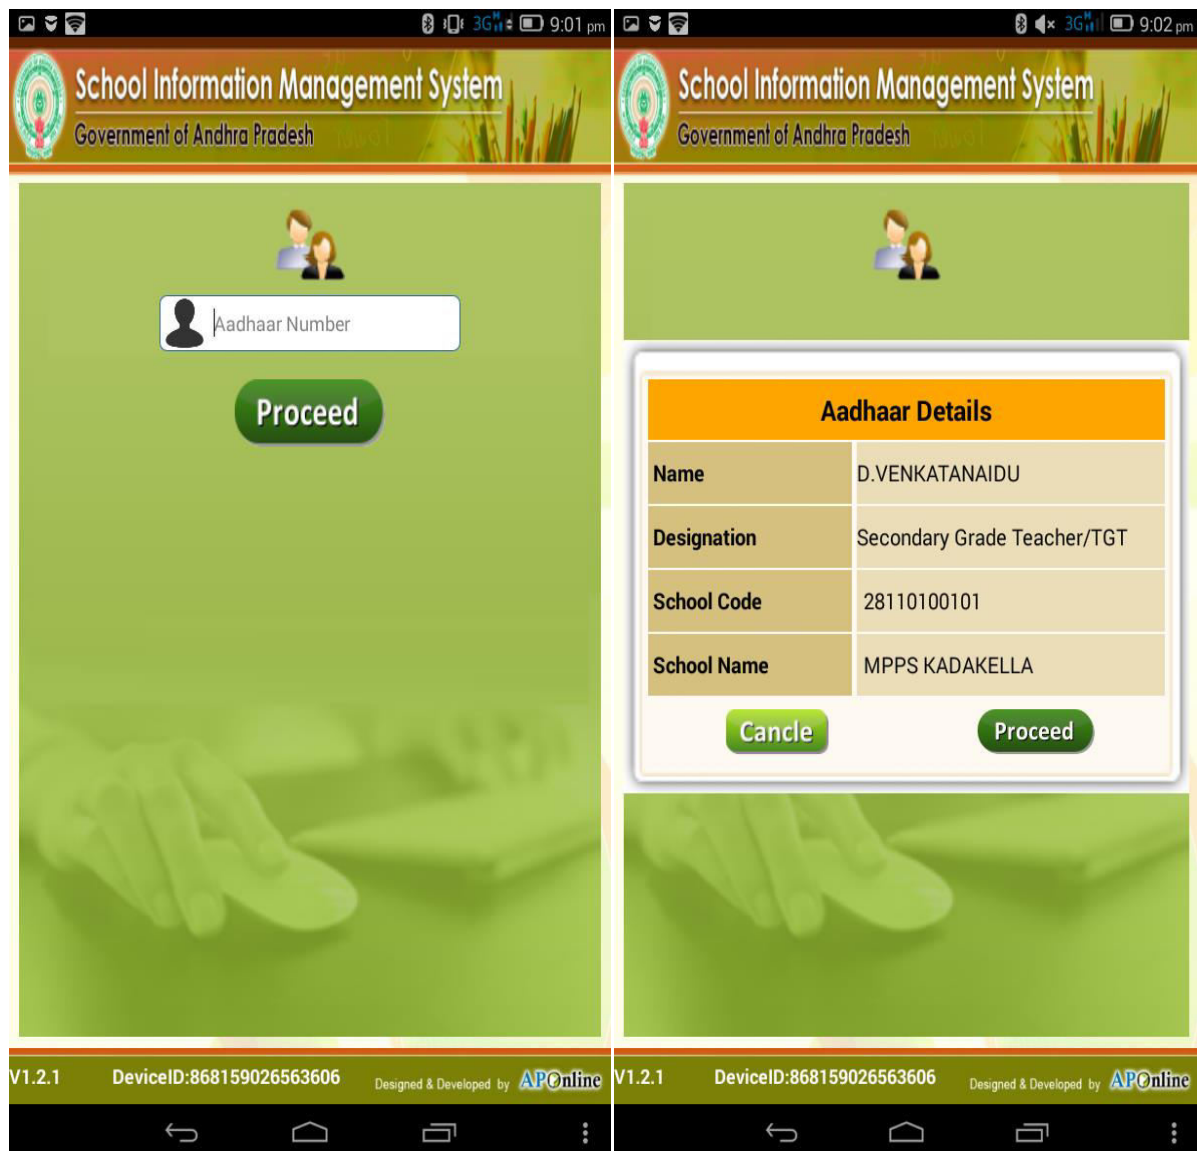 3G H 9:01 pm
School Information Management System
Government of Andhra Pradesh
Aadhaar Number
Proceed
V1.2.1 DeviceID:868159026563606 Designed & Developed by APOnline
3G H 9:02 pm
School Information Management System
Government of Andhra Pradesh
Aadhaar Details
Name D.VENKATANAIDU
Designation Secondary Grade Teacher/TGT
School Code 28110100101
School Name MPPS KADAKELLA
Cancle Proceed
V1.2.1 DeviceID:868159026563606 Designed & Developed by APOnline